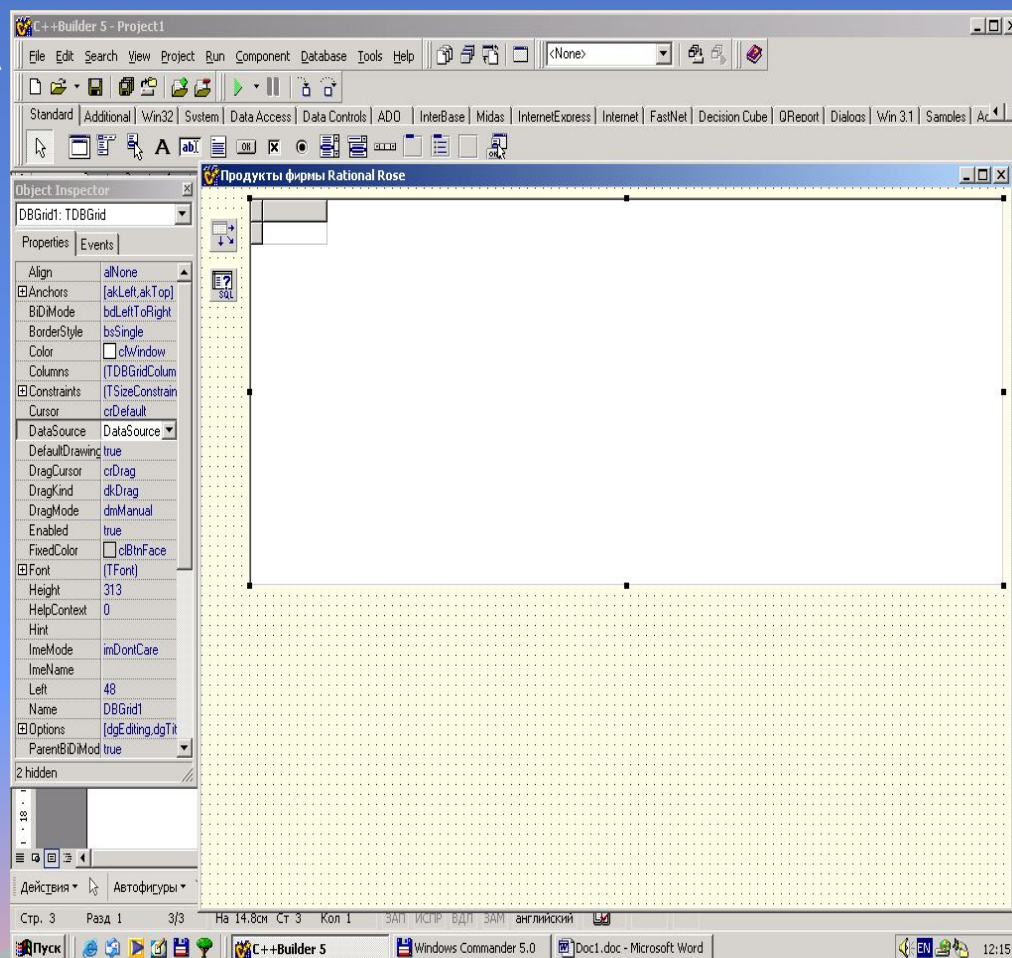 C++Builder 5 - Project1
File Edit Search View Project Run Component Database Tools Help <None>
Standard Additional Win32 System Data Access Data Controls ADO InterBase Midas InternetExpress Internet FastNet Decision Cube QReport Dialogs Win 3.1 Samples Ac
A ab OK OK
Продукты фирмы Rational Rose
SQL
Object Inspector
DBGrid1: TDBGrid
Properties Events
Align alNone
Anchors [akLeft,akTop]
BiDiMode bdLeftToRight
BorderStyle bsSingle
Color clWindow
Columns (TDBGridColum
Constraints (TSizeConstrain
Cursor crDefault
DataSource DataSource
DefaultDrawing true
DragCursor crDrag
DragKind dkDrag
DragMode dmManual
Enabled true
FixedColor clBtnFace
Font (TFont)
Height 313
HelpContext 0
Hint
ImeMode imDontCare
ImeName
Left 48
Name DBGrid1
Options [dgEditing,dgTit
ParentBiDiMod true
2 hidden
18
Действия Автофигуры
Стр. 3 Разд 1 3/3 На 14.8см Ст 3 Кол 1 ЗАП ИСПР ВДЛ ЗАМ английский
Пуск C++Builder 5 Windows Commander 5.0 Doc1.doc - Microsoft Word EN 12:15